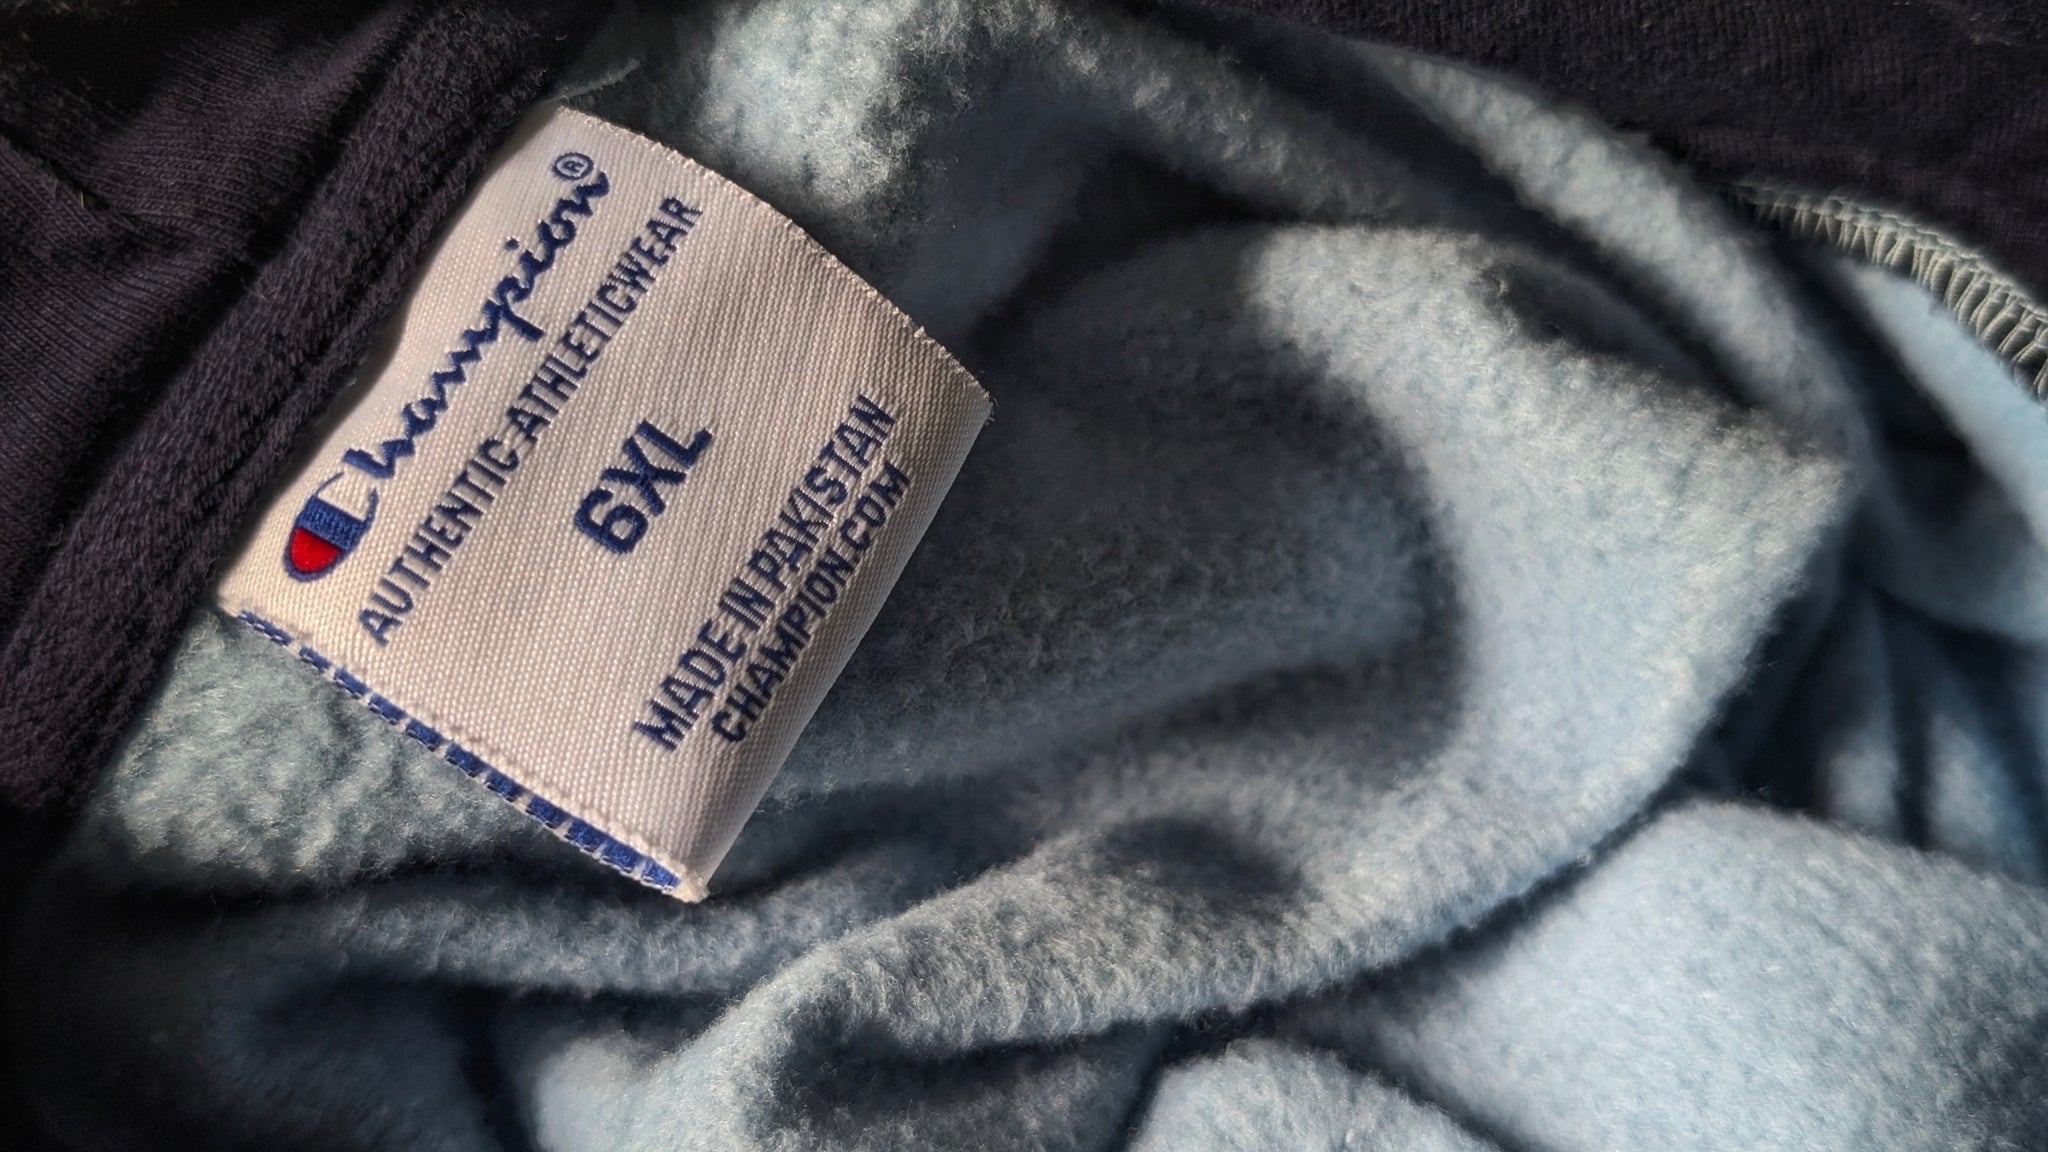 Champion®
AUTHENTIC ATHLETICWEAR
6XL
MADE IN PAKISTAN
CHAMPION.COM